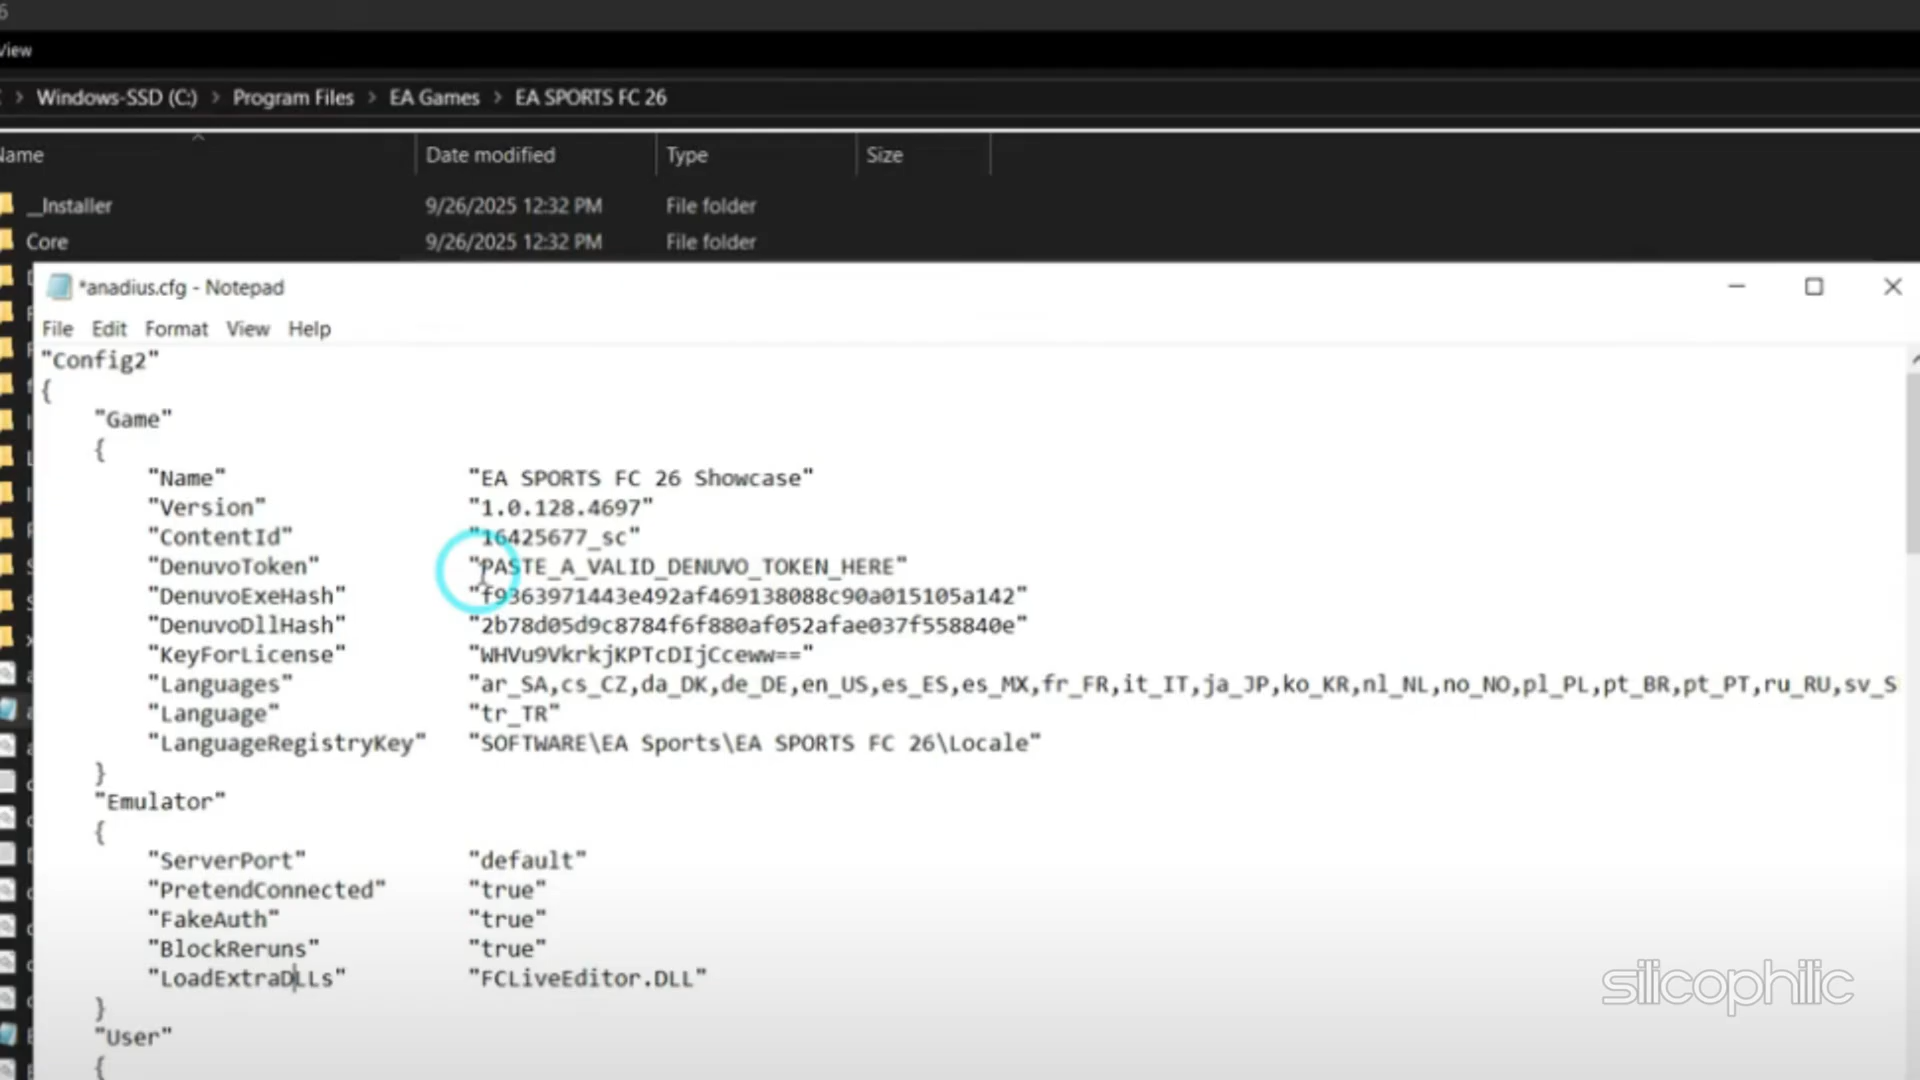 6
View
Windows-SSD (C:) > Program Files > EA Games > EA SPORTS FC 26
Date modified Type Size
__Installer 9/26/2025 12:32 PM File folder
Core 9/26/2025 12:32 PM File folder
*anadius.cfg - Notepad
File Edit Format View Help
"Config2"
{
"Game"
{
"Name" "EA SPORTS FC 26 Showcase"
"Version" "1.0.128.4697"
"ContentId" "16425677_sc"
"DenuvoToken" "PASTE_A_VALID_DENUVO_TOKEN_HERE"
"DenuvoExeHash" "f9363971443e492af469138088c90a015105a142"
"DenuvoDllHash" "2b78d05d9c8784f6f880af052afae037f558840e"
"KeyForLicense" "WHVu9VkrkjKPTcDIjCceww=="
"Languages" "ar_SA,cs_CZ,da_DK,de_DE,en_US,es_ES,es_MX,fr_FR,it_IT,ja_JP,ko_KR,nl_NL,no_NO,pl_PL,pt_BR,pt_PT,ru_RU,sv_S
"Language" "tr_TR"
"LanguageRegistryKey" "SOFTWARE\EA Sports\EA SPORTS FC 26\Locale"
}
"Emulator"
{
"ServerPort" "default"
"PretendConnected" "true"
"FakeAuth" "true"
"BlockReruns" "true"
"LoadExtraDLLs" "FCLiveEditor.DLL"
}
"User"
{
silicophilic